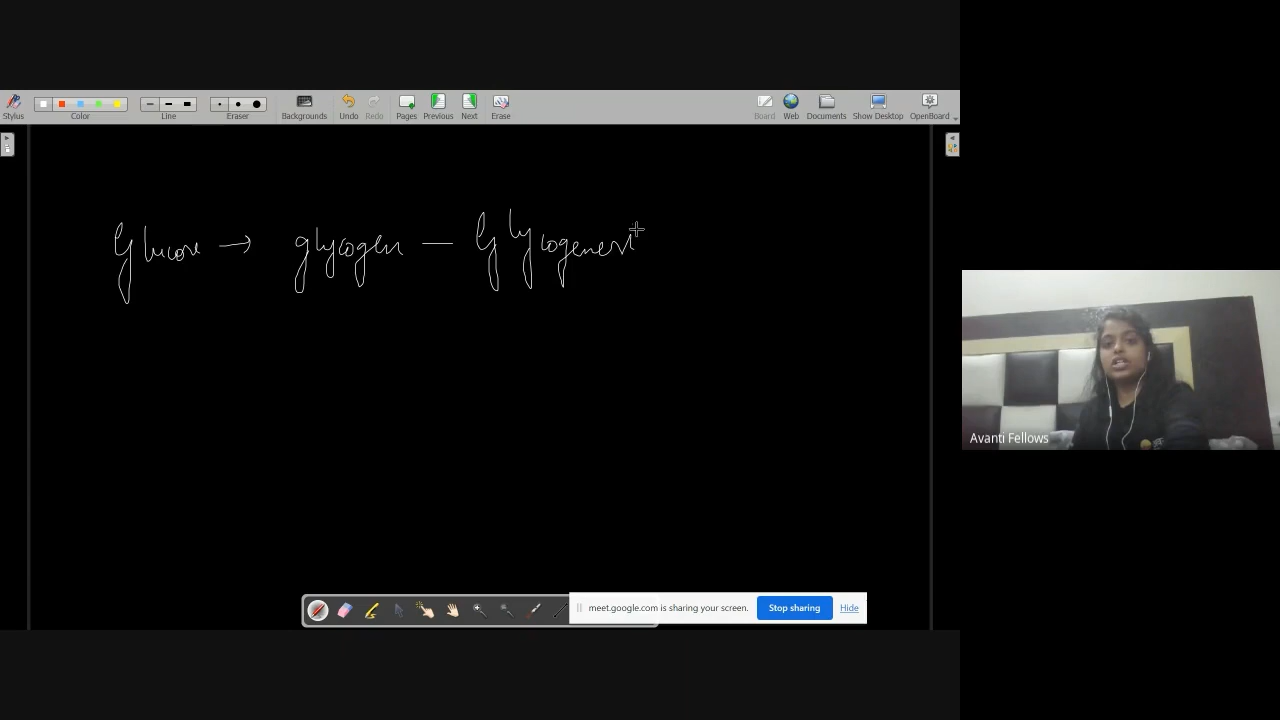 Stylus
Color
Line
Eraser
Backgrounds
Undo
Redo
Pages
Previous
Next
Erase
Board
Web
Documents
Show Desktop
OpenBoard
Glucose → glycogen — Glycogenesi
Avanti Fellows
meet.google.com is sharing your screen.
Stop sharing
Hide